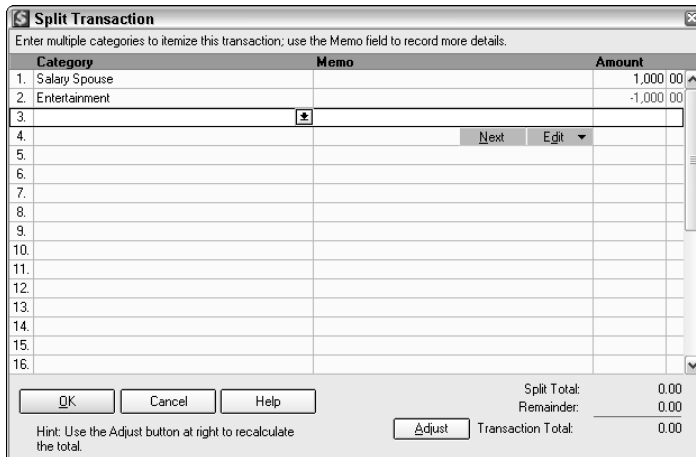 Split Transaction
Enter multiple categories to itemize this transaction; use the Memo field to record more details.
Category Memo Amount
1. Salary Spouse 1,000 00
2. Entertainment -1,000 00
3.
4. Next Edit
5.
6.
7.
8.
9.
10.
11.
12.
13.
14.
15.
16.
OK Cancel Help Split Total: 0.00
Remainder: 0.00
Hint: Use the Adjust button at right to recalculate Adjust Transaction Total: 0.00
the total.